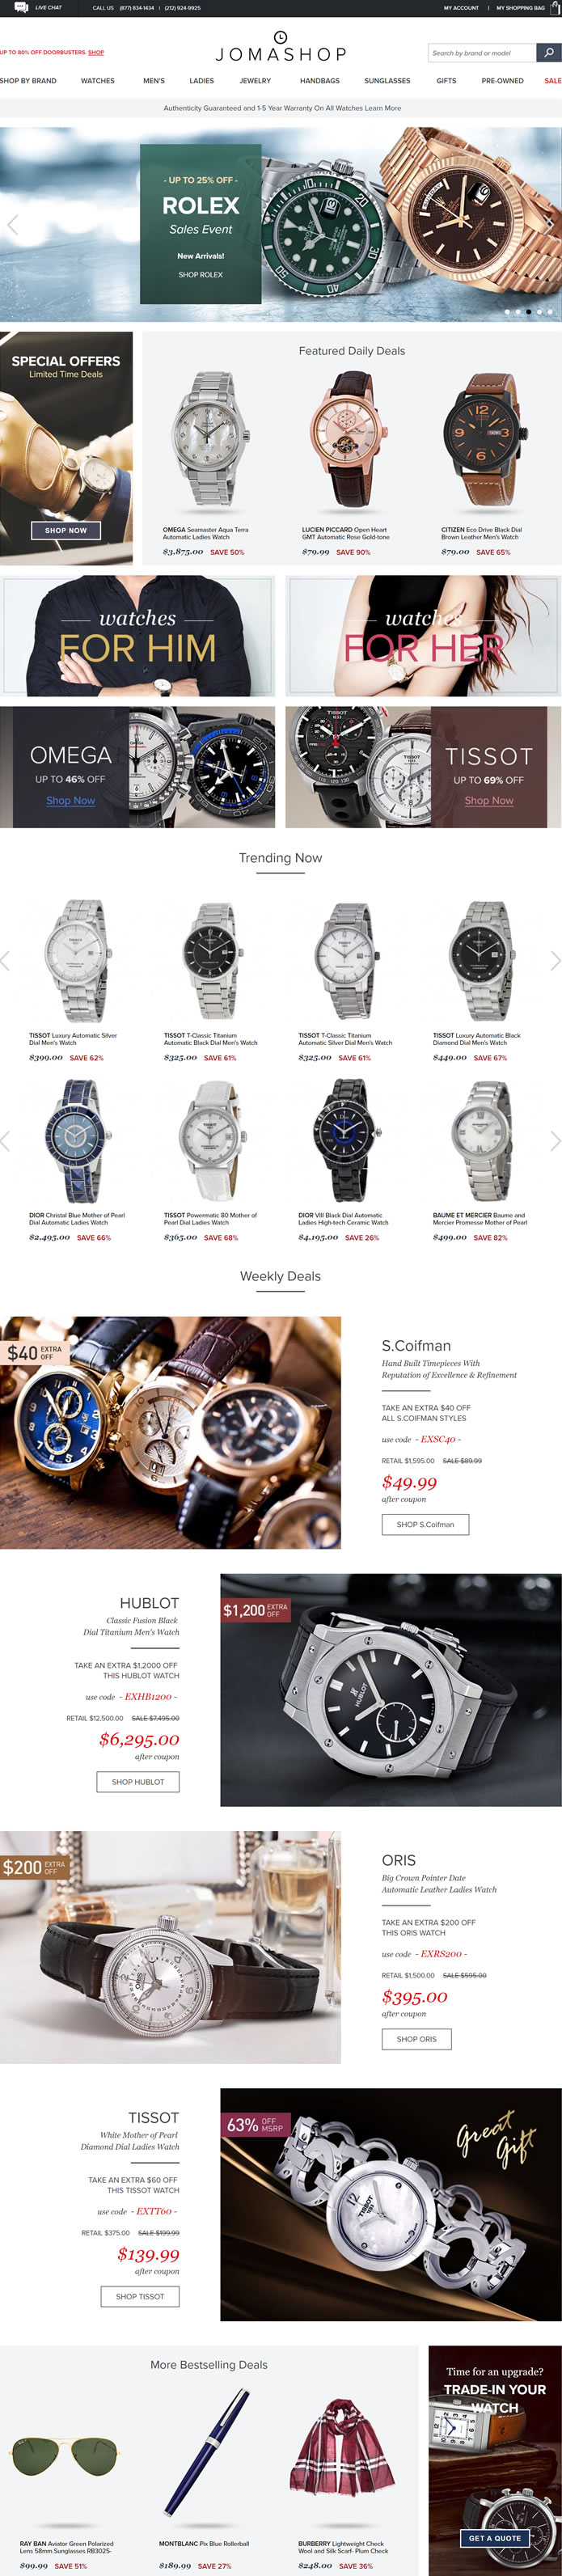 LIVE CHAT
CALL US (877) 834-1434 | (212) 924-9925
MY ACCOUNT | MY SHOPPING BAG
UP TO 80% OFF DOORBUSTERS. SHOP
JOMASHOP
Search by brand or model
SHOP BY BRAND WATCHES MEN'S LADIES JEWELRY HANDBAGS SUNGLASSES GIFTS PRE-OWNED SALE
Authenticity Guaranteed and 1-5 Year Warranty On All Watches Learn More
- UP TO 25% OFF -
ROLEX
Sales Event
New Arrivals!
SHOP ROLEX
SPECIAL OFFERS
Limited Time Deals
SHOP NOW
Featured Daily Deals
OMEGA Seamaster Aqua Terra
Automatic Ladies Watch
$3,875.00 SAVE 50%
LUCIEN PICCARD Open Heart
GMT Automatic Rose Gold-tone
$79.99 SAVE 90%
CITIZEN Eco Drive Black Dial
Brown Leather Men's Watch
$79.00 SAVE 65%
watches
FOR HIM
watches
FOR HER
OMEGA
UP TO 46% OFF
Shop Now
TISSOT
UP TO 69% OFF
Shop Now
Trending Now
TISSOT Luxury Automatic Silver
Dial Men's Watch
$399.00 SAVE 62%
TISSOT T-Classic Titanium
Automatic Black Dial Men's Watch
$325.00 SAVE 61%
TISSOT T-Classic Titanium
Automatic Silver Dial Men's Watch
$325.00 SAVE 61%
TISSOT Luxury Automatic Black
Diamond Dial Men's Watch
$449.00 SAVE 67%
DIOR Christal Blue Mother of Pearl
Dial Automatic Ladies Watch
$2,495.00 SAVE 66%
TISSOT Powermatic 80 Mother of
Pearl Dial Ladies Watch
$365.00 SAVE 68%
DIOR VIII Black Dial Automatic
Ladies High-tech Ceramic Watch
$4,195.00 SAVE 26%
BAUME ET MERCIER Baume and
Mercier Promesse Mother of Pearl
$499.00 SAVE 82%
Weekly Deals
$40 EXTRA OFF
S.Coifman
Hand Built Timepieces With
Reputation of Excellence & Refinement
TAKE AN EXTRA $40 OFF
ALL S.COIFMAN STYLES
use code - EXSC40 -
RETAIL $1,595.00 SALE $89.99
$49.99
after coupon
SHOP S.Coifman
HUBLOT
Classic Fusion Black
Dial Titanium Men's Watch
TAKE AN EXTRA $1,2000 OFF
THIS HUBLOT WATCH
use code - EXHB1200 -
RETAIL $12,500.00 SALE $7,495.00
$6,295.00
after coupon
SHOP HUBLOT
$1,200 EXTRA OFF
HUBLOT
$200 EXTRA OFF
ORIS
ORIS
Big Crown Pointer Date
Automatic Leather Ladies Watch
TAKE AN EXTRA $200 OFF
THIS ORIS WATCH
use code - EXRS200 -
RETAIL $1,500.00 SALE $595.00
$395.00
after coupon
SHOP ORIS
TISSOT
White Mother of Pearl
Diamond Dial Ladies Watch
TAKE AN EXTRA $60 OFF
THIS TISSOT WATCH
use code - EXTT60 -
RETAIL $375.00 SALE $199.99
$139.99
after coupon
SHOP TISSOT
63% OFF MSRP
Great
Gift
TISSOT
More Bestselling Deals
RAY BAN Aviator Green Polarized
Lens 58mm Sunglasses RB3025-
$99.99 SAVE 51%
MONTBLANC Pix Blue Rollerball
$189.99 SAVE 27%
BURBERRY Lightweight Check
Wool and Silk Scarf- Plum Check
$248.00 SAVE 36%
Time for an upgrade?
TRADE-IN YOUR
WATCH
GET A QUOTE